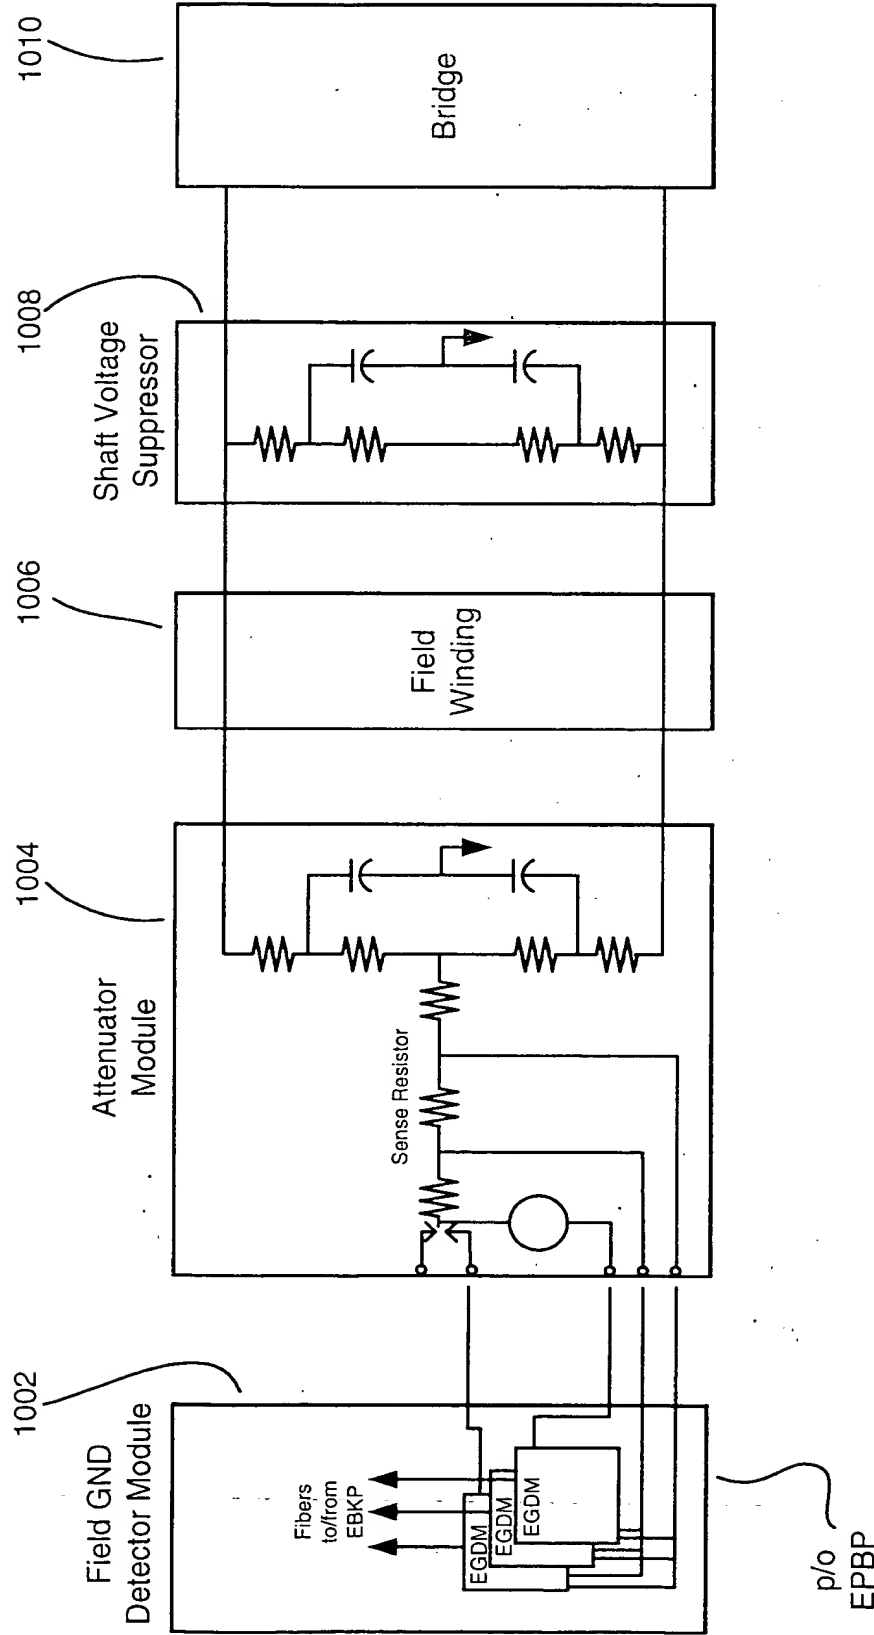 1002
Field GND
Detector Module
Fibers
to/from
EBKP
EGDM
EGDM
EGDM
p/o
EPBP
1004
Attenuator
Module
Sense Resistor
1006
Field
Winding
1008
Shaft Voltage
Suppressor
1010
Bridge